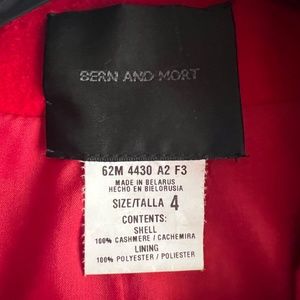 BERN AND MORT
62M 4430 A2 F3
MADE IN BELARUS
HECHO EN BIELORUSIA
SIZE/TALLA 4
CONTENTS:
SHELL
100% CASHMERE / CACHEMIRA
LINING
100% POLYESTER / POLIESTER